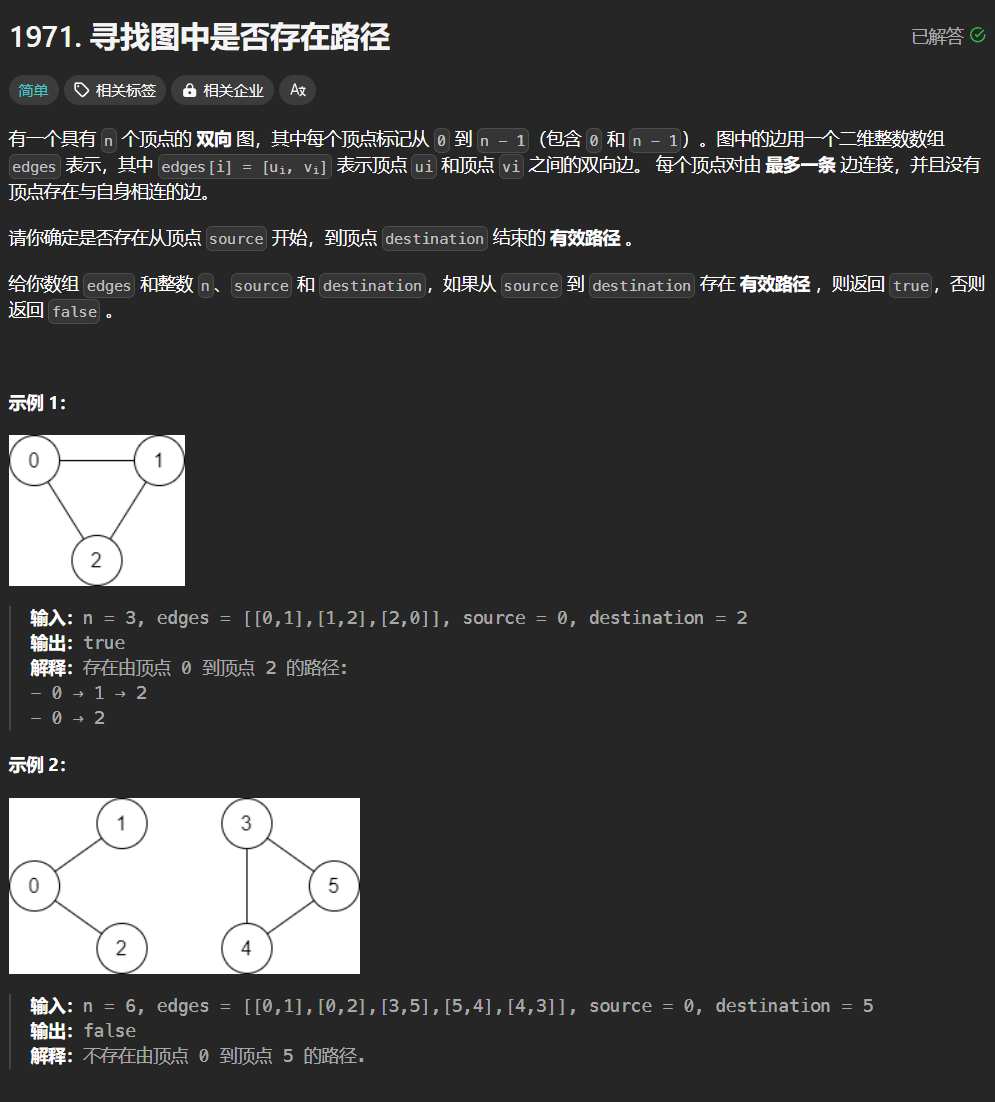 1971. 寻找图中是否存在路径
已解答
简单 相关标签 相关企业 Ax
有一个具有 n 个顶点的 双向 图，其中每个顶点标记从 0 到 n - 1（包含 0 和 n - 1）。图中的边用一个二维整数数组
edges 表示，其中 edges[i] = [uᵢ, vᵢ] 表示顶点 ui 和顶点 vi 之间的双向边。 每个顶点对由 最多一条 边连接，并且没有
顶点存在与自身相连的边。
请你确定是否存在从顶点 source 开始，到顶点 destination 结束的 有效路径 。
给你数组 edges 和整数 n、source 和 destination，如果从 source 到 destination 存在 有效路径 ，则返回 true，否则
返回 false 。
示例 1：
0 1
2
输入：n = 3, edges = [[0,1],[1,2],[2,0]], source = 0, destination = 2
输出：true
解释：存在由顶点 0 到顶点 2 的路径:
- 0 → 1 → 2
- 0 → 2
示例 2：
1 3
0 5
2 4
输入：n = 6, edges = [[0,1],[0,2],[3,5],[5,4],[4,3]], source = 0, destination = 5
输出：false
解释：不存在由顶点 0 到顶点 5 的路径.